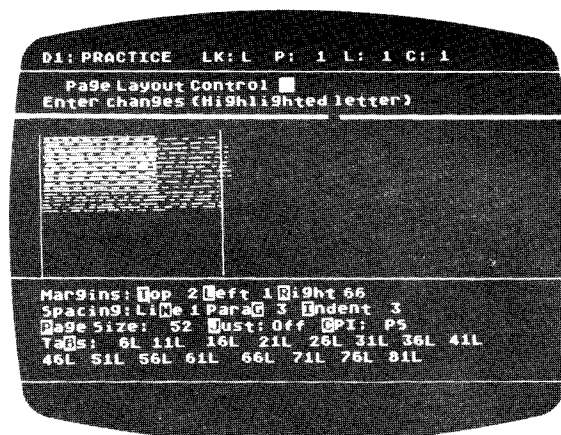 D1: PRACTICE LK: L P: 1 L: 1 C: 1
Page Layout Control
Enter changes (Highlighted letter)
Margins: Top 2 Left 1 Right 66
Spacing: LiNe 1 ParaG 3 Indent 3
Page Size: 52 Just: Off CPI: PS
TaBs: 6L 11L 16L 21L 26L 31L 36L 41L
46L 51L 56L 61L 66L 71L 76L 81L